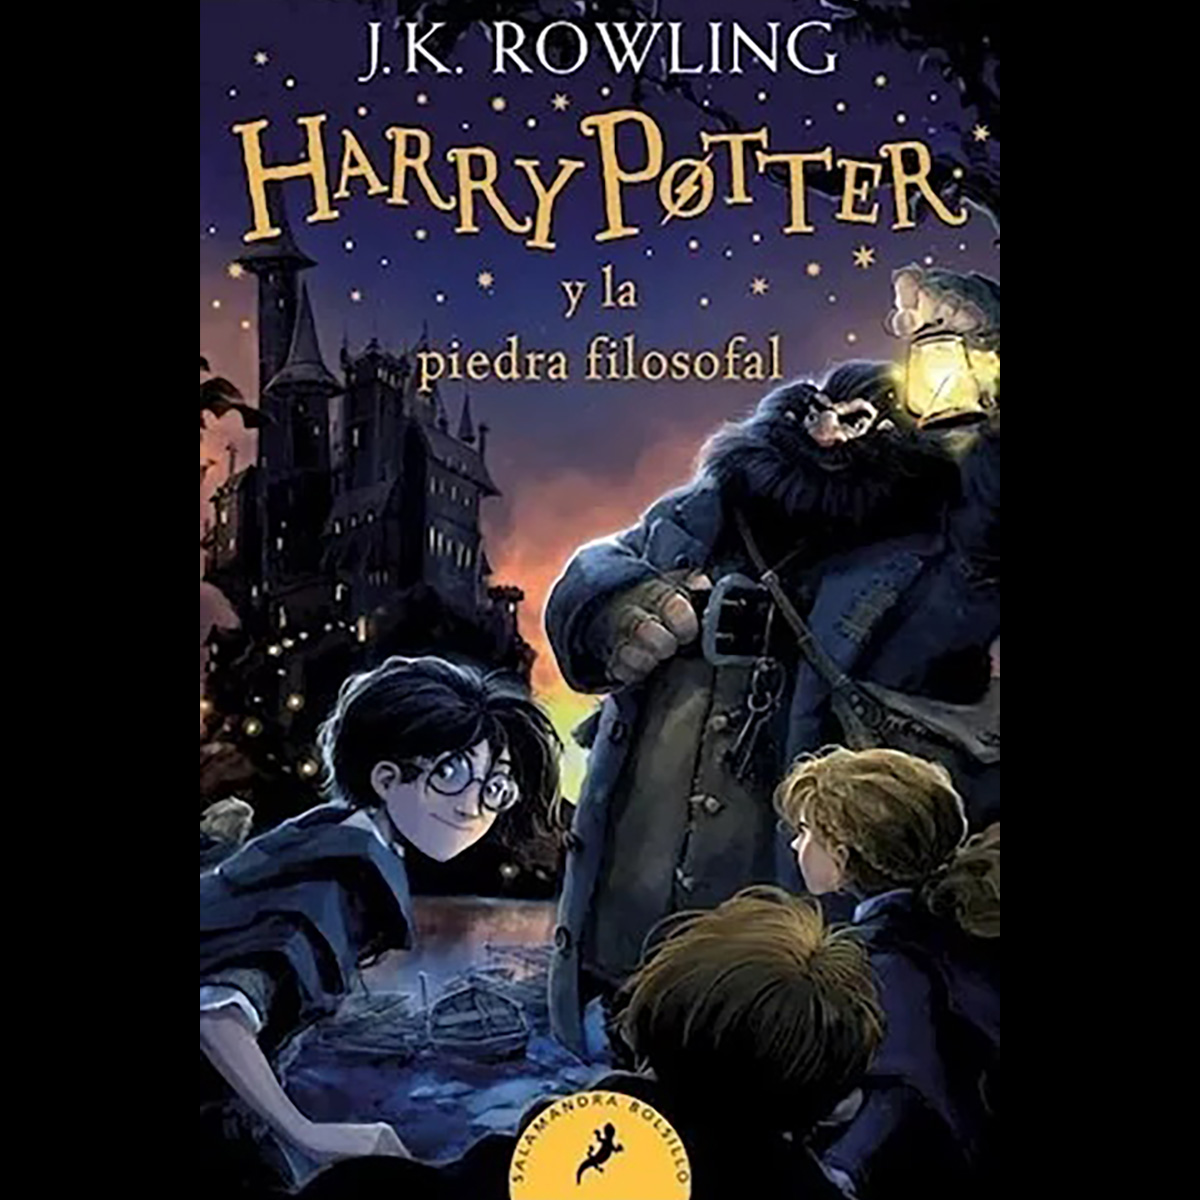 J.K. ROWLING
HARRY POTTER
y la
piedra filosofal
SALAMANDRA BOLSILLO